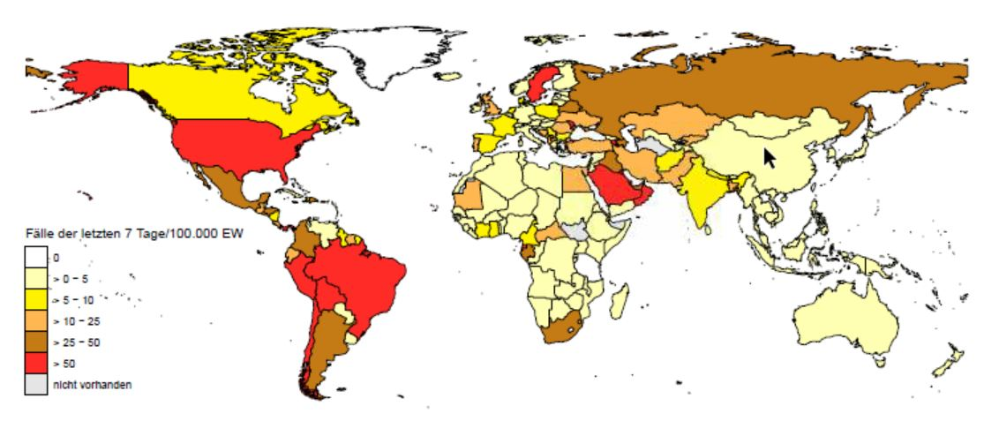 Fälle der letzten 7 Tage/100.000 EW
0
> 0 - 5
> 5 - 10
> 10 - 25
> 25 - 50
> 50
nicht vorhanden